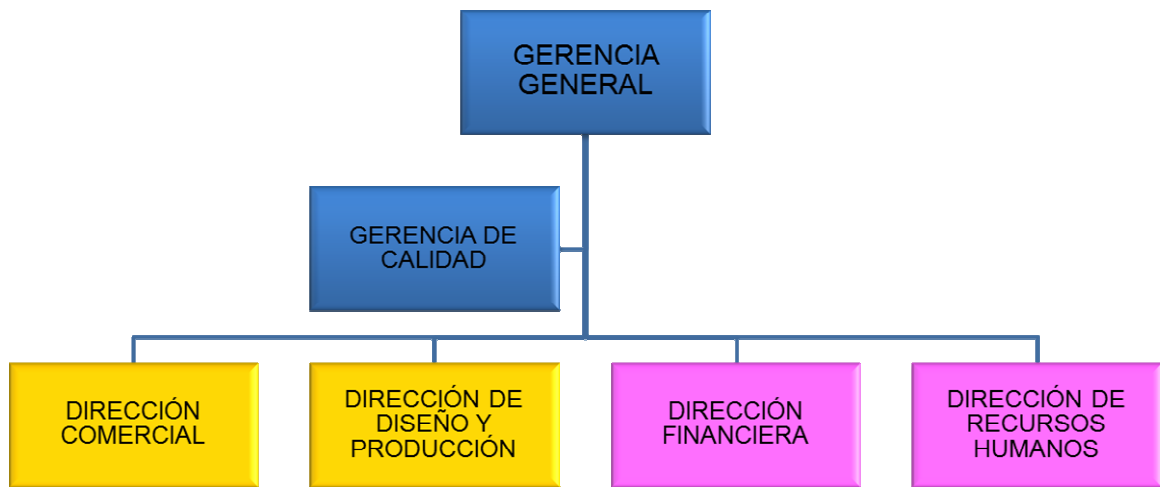 GERENCIA
GENERAL
GERENCIA DE
CALIDAD
DIRECCIÓN
COMERCIAL
DIRECCIÓN DE
DISEÑO Y
PRODUCCIÓN
DIRECCIÓN
FINANCIERA
DIRECCIÓN DE
RECURSOS
HUMANOS